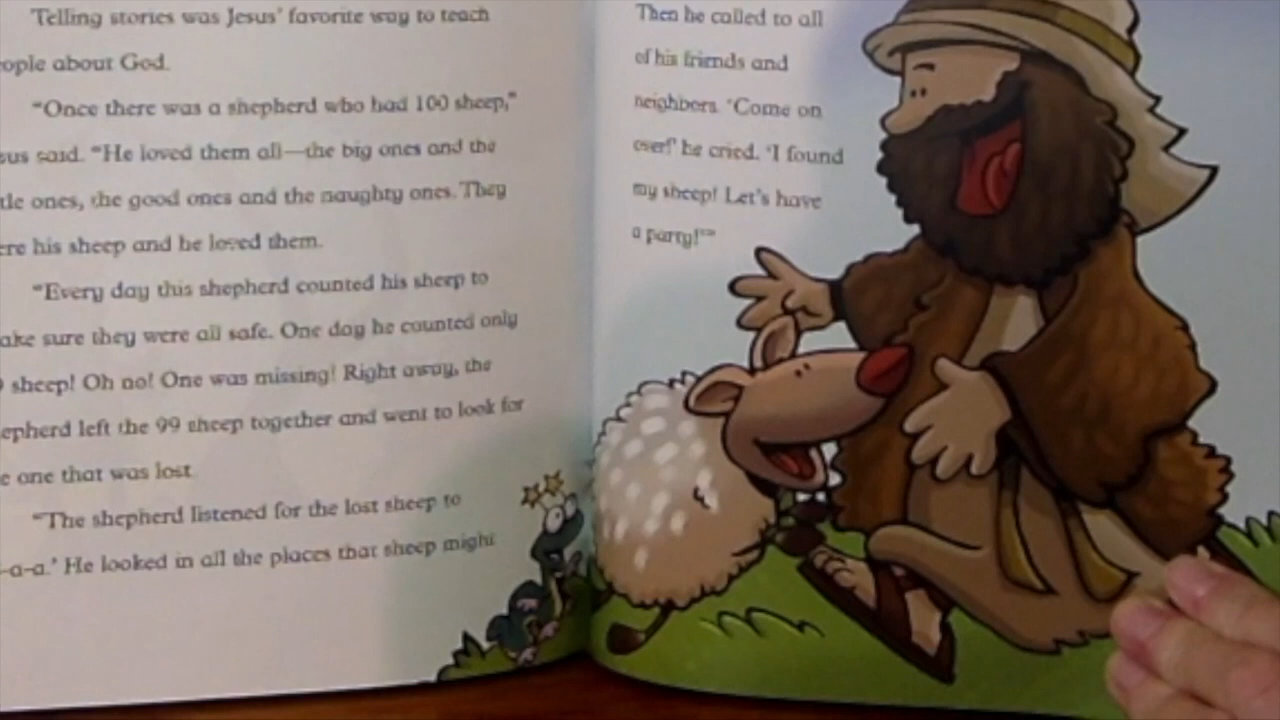 Telling stories was Jesus' favorite way to teach
ople about God.
"Once there was a shepherd who had 100 sheep,"
sus said. "He loved them all—the big ones and the
tle ones, the good ones and the naughty ones. They
ere his sheep and he loved them.
"Every day this shepherd counted his sheep to
ake sure they were all safe. One day he counted only
9 sheep! Oh no! One was missing! Right away, the
epherd left the 99 sheep together and went to look for
e one that was lost.
"The shepherd listened for the lost sheep to
-a-a.' He looked in all the places that sheep might
Then he called to all
of his friends and
neighbors. 'Come on
over!' he cried. 'I found
my sheep! Let's have
a party!'"